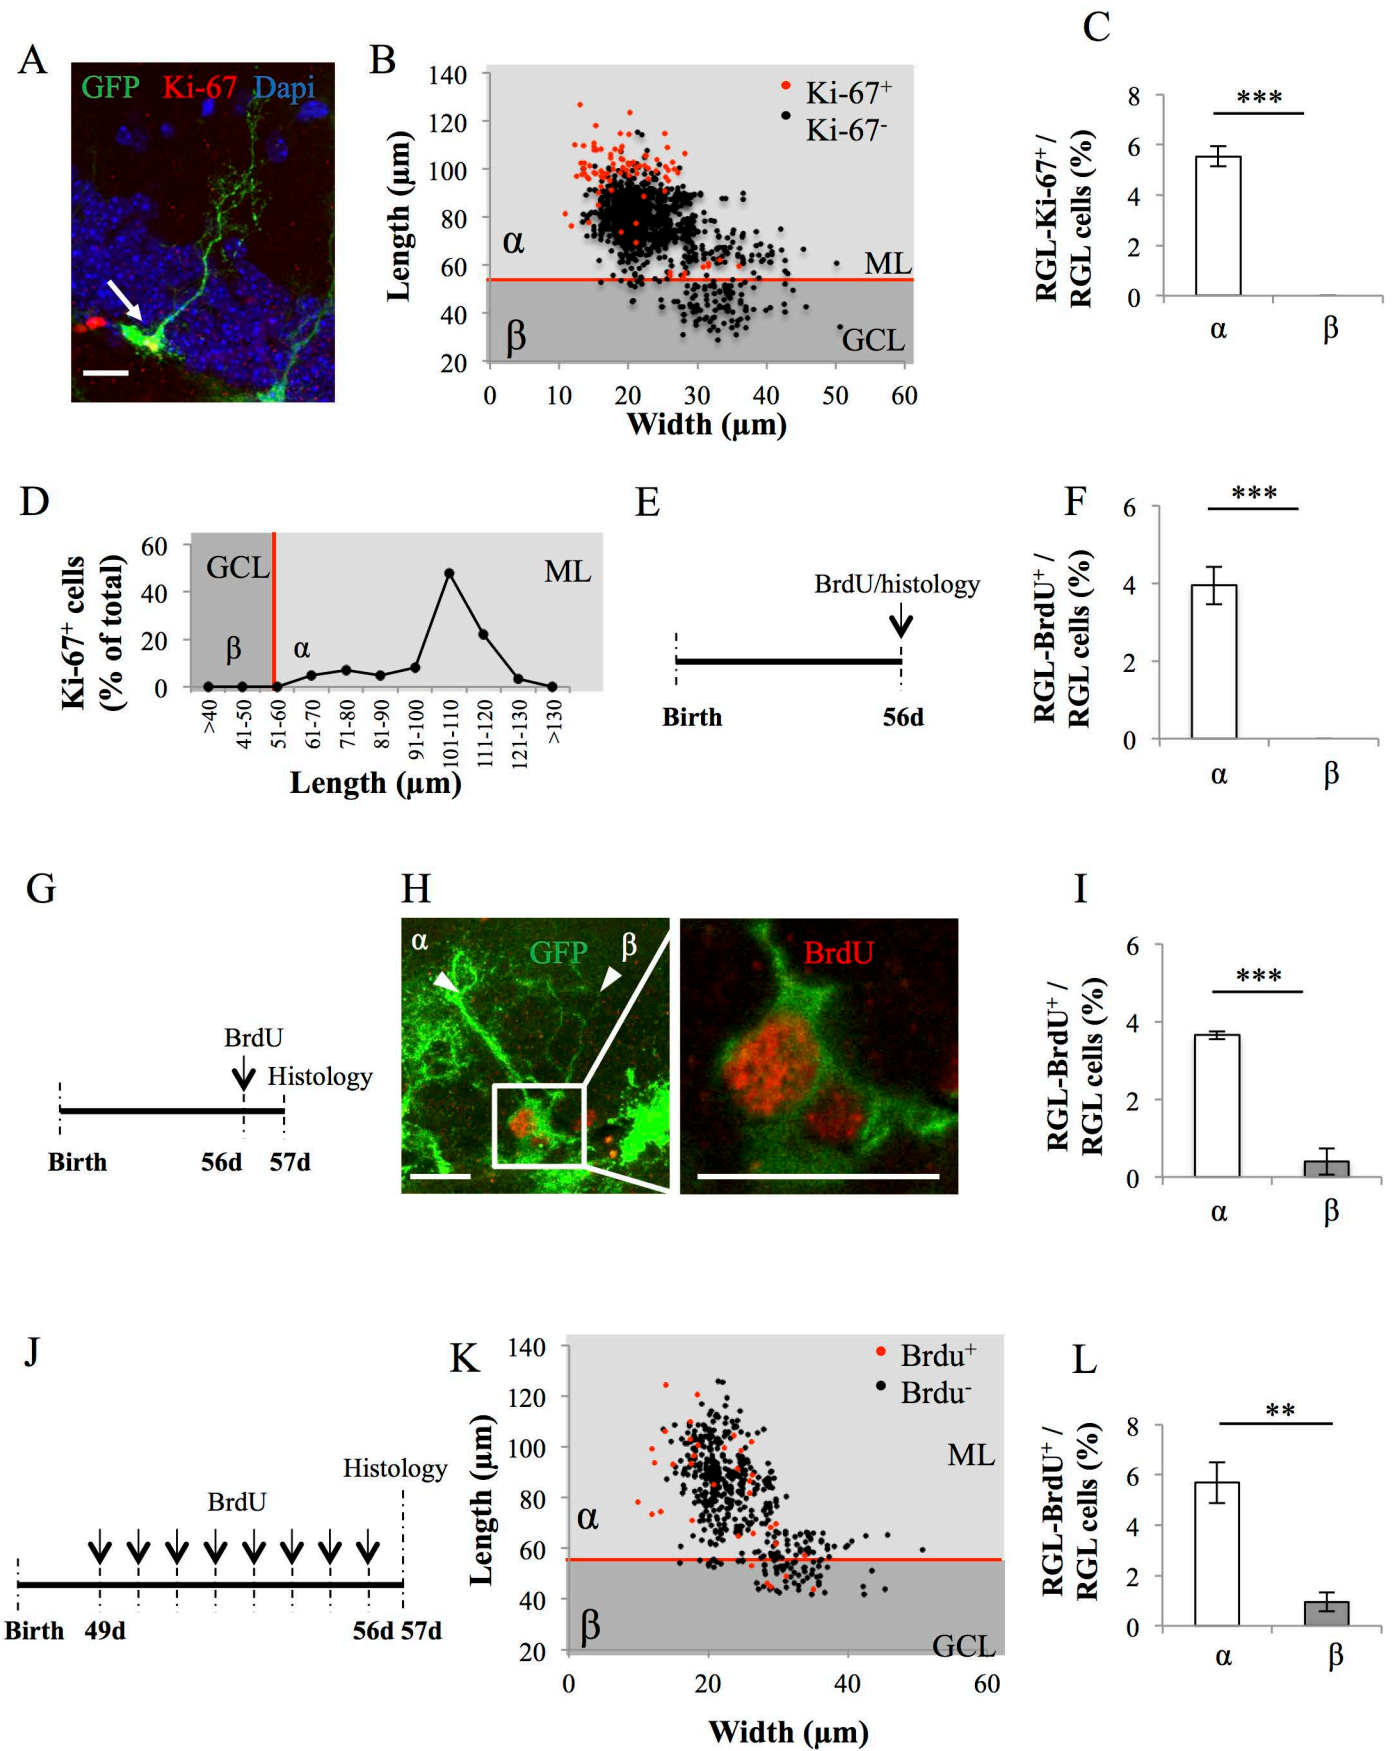 A
GFP Ki-67 Dapi
B
Length (µm)
140
120
100
80
60
40
20
Ki-67+
Ki-67-
α
β
ML
GCL
0 10 20 30 40 50 60
Width (µm)
C
RGL-Ki-67+ /
RGL cells (%)
8
6
4
2
0
***
α β
D
Ki-67+ cells
(% of total)
60
40
20
0
GCL
ML
β
α
>40 41-50 51-60 61-70 71-80 81-90 91-100 101-110 111-120 121-130 >130
Length (µm)
E
BrdU/histology
Birth 56d
F
RGL-BrdU+ /
RGL cells (%)
6
4
2
0
***
α β
G
BrdU
Histology
Birth 56d 57d
H
α GFP β
BrdU
I
RGL-BrdU+ /
RGL cells (%)
6
4
2
0
***
α β
J
Histology
BrdU
Birth 49d 56d 57d
K
Length (µm)
140
120
100
80
60
40
20
Brdu+
Brdu-
ML
α
β
GCL
0 20 40 60
Width (µm)
L
RGL-BrdU+ /
RGL cells (%)
8
6
4
2
0
**
α β